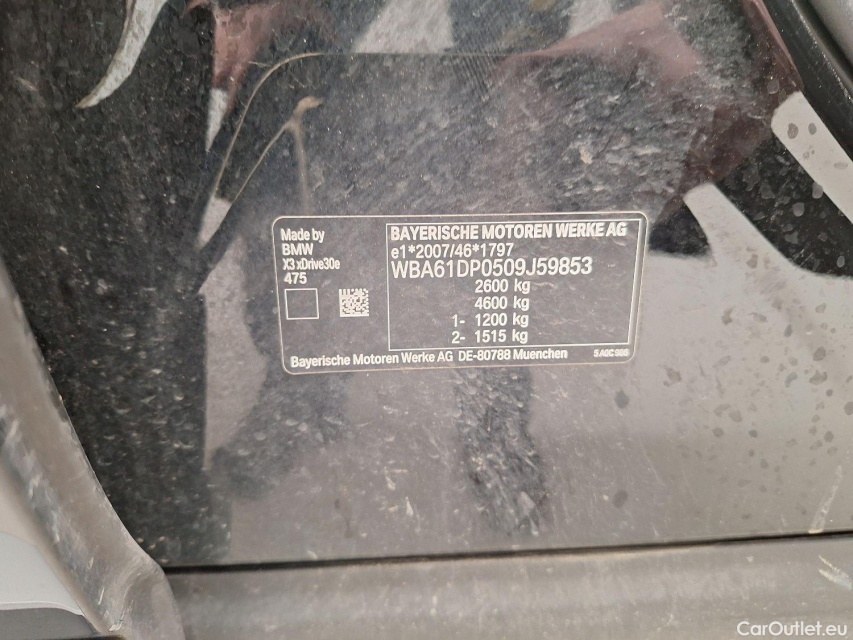 Made by
BMW
X3 xDrive30e
475
BAYERISCHE MOTOREN WERKE AG
e1*2007/46*1797
WBA61DP0509J59853
2600 kg
4600 kg
1- 1200 kg
2- 1515 kg
Bayerische Motoren Werke AG DE-80788 Muenchen
CarOutlet.eu